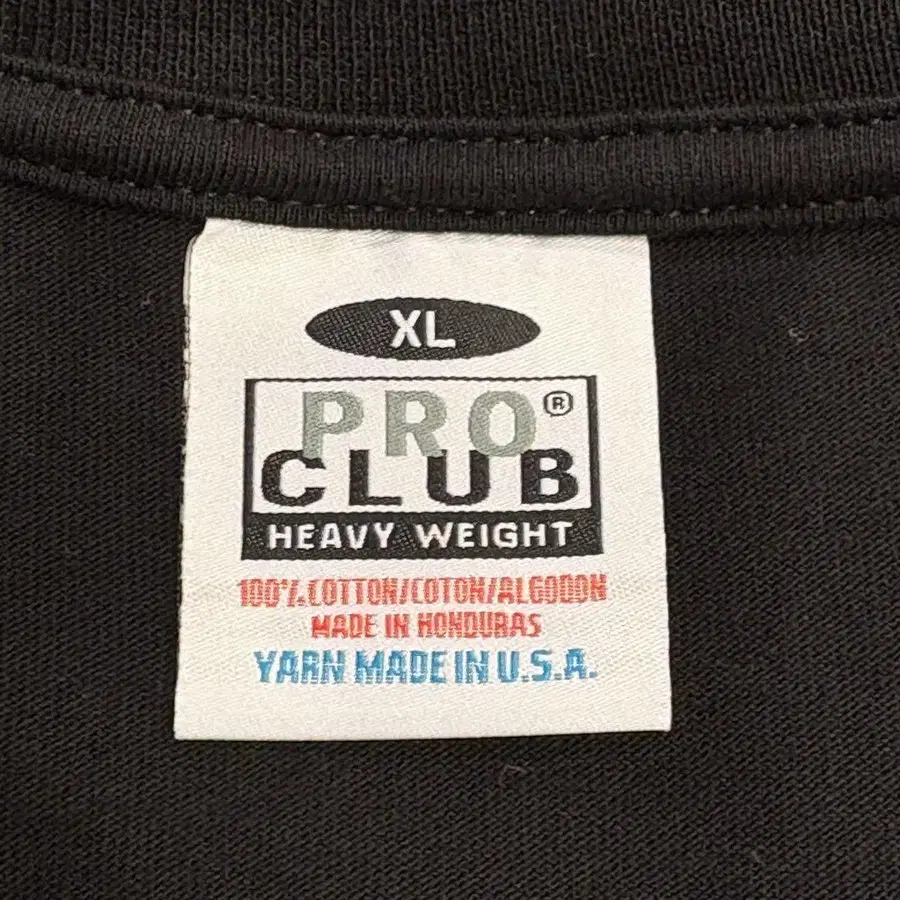 XL
PRO®
CLUB
HEAVY WEIGHT
100% COTTON/COTON/ALGODON
MADE IN HONDURAS
YARN MADE IN U.S.A.